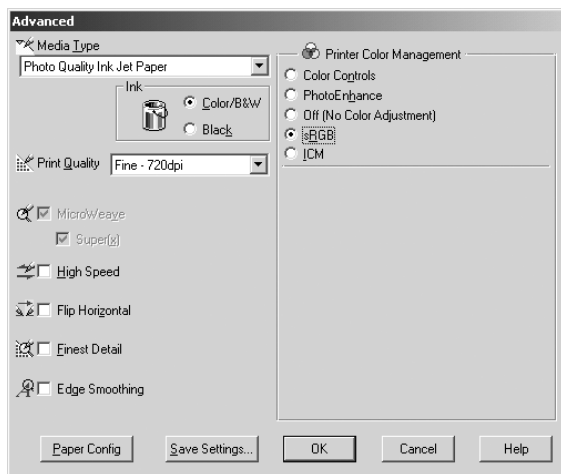 Advanced
Media Type
Photo Quality Ink Jet Paper
Ink
Color/B&W
Black
Print Quality
Fine - 720dpi
MicroWeave
Super(x)
High Speed
Flip Horizontal
Finest Detail
Edge Smoothing
Printer Color Management
Color Controls
PhotoEnhance
Off (No Color Adjustment)
sRGB
ICM
Paper Config
Save Settings...
OK
Cancel
Help